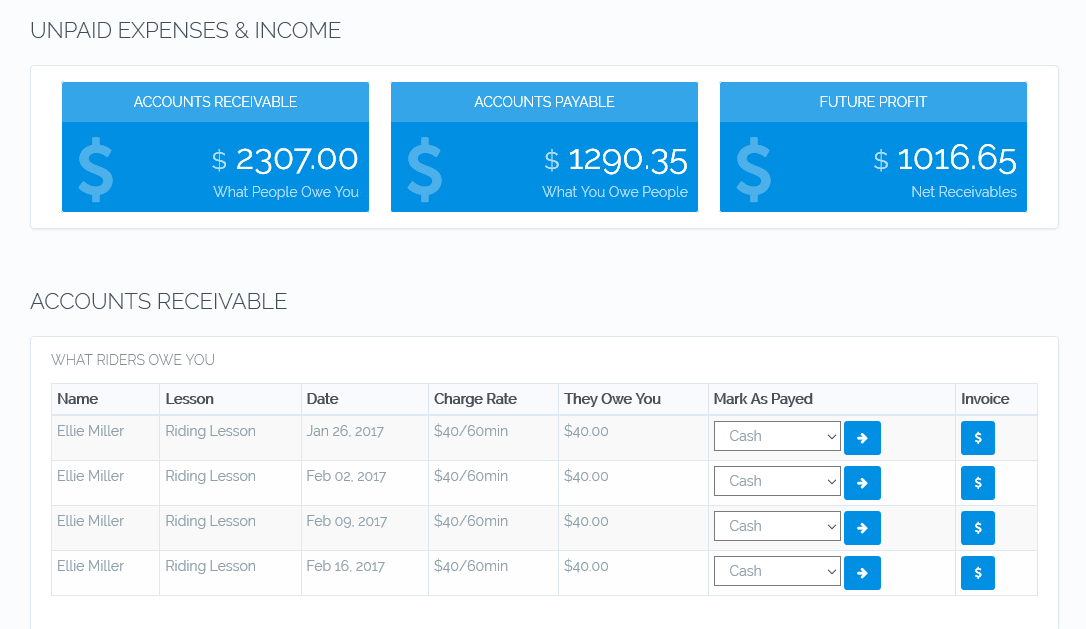 UNPAID EXPENSES & INCOME
ACCOUNTS RECEIVABLE
$
$ 2307.00
What People Owe You
ACCOUNTS PAYABLE
$
$ 1290.35
What You Owe People
FUTURE PROFIT
$
$ 1016.65
Net Receivables
ACCOUNTS RECEIVABLE
WHAT RIDERS OWE YOU
Name Lesson Date Charge Rate They Owe You Mark As Payed Invoice
Ellie Miller Riding Lesson Jan 26, 2017 $40/60min $40.00 Cash $
Ellie Miller Riding Lesson Feb 02, 2017 $40/60min $40.00 Cash $
Ellie Miller Riding Lesson Feb 09, 2017 $40/60min $40.00 Cash $
Ellie Miller Riding Lesson Feb 16, 2017 $40/60min $40.00 Cash $